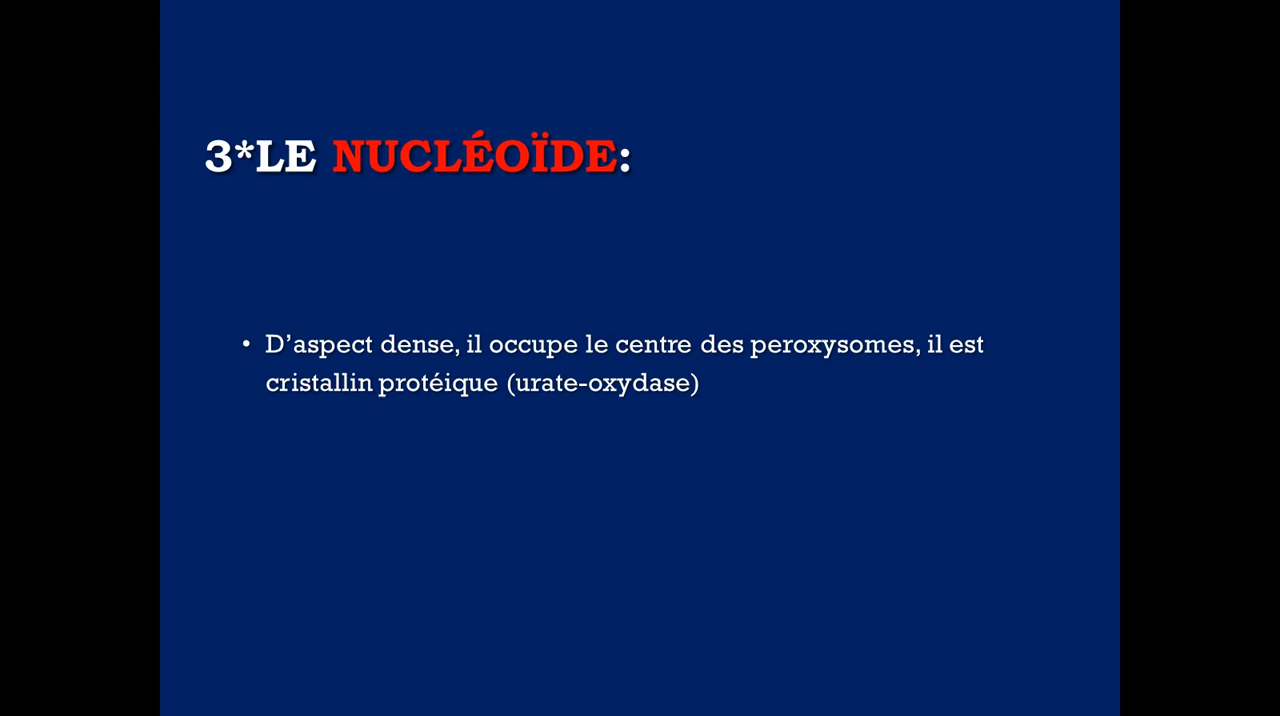 3*LE NUCLÉOÏDE:
• D’aspect dense, il occupe le centre des peroxysomes, il est
cristallin protéique (urate-oxydase)